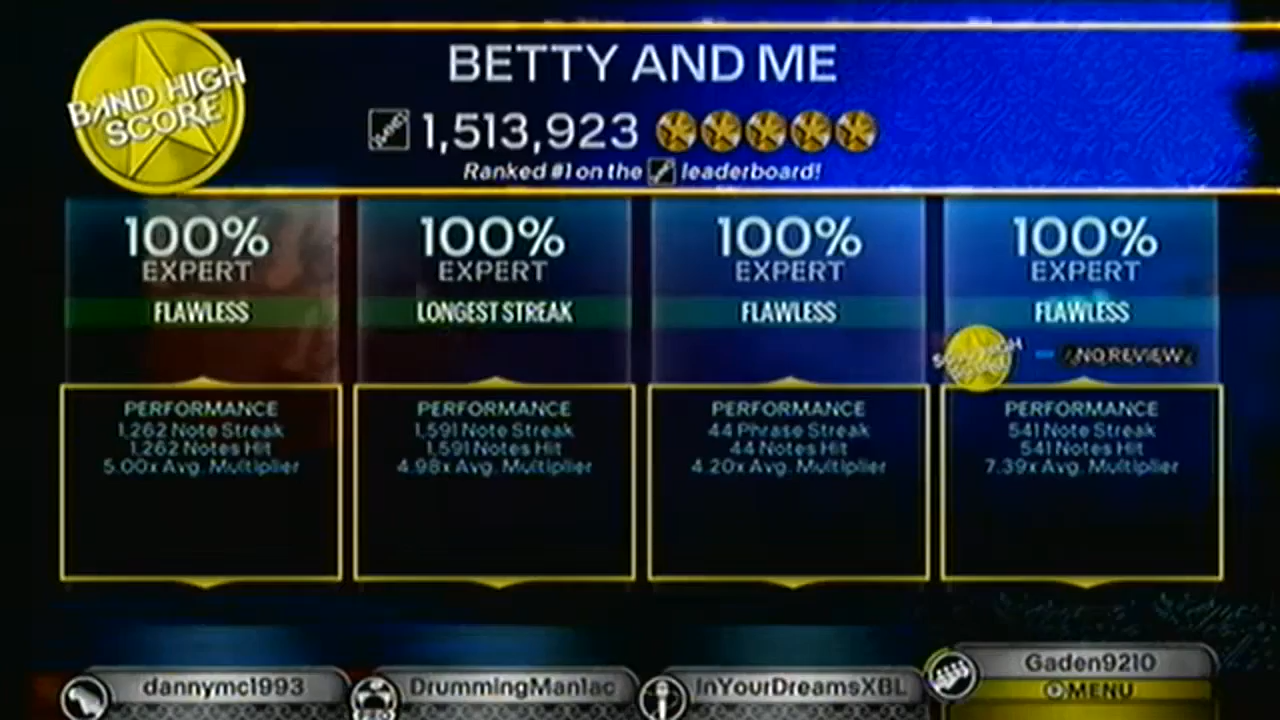 BETTY AND ME
BAND HIGH
SCORE
1,513,923
Ranked #1 on the leaderboard!
100%
EXPERT
FLAWLESS
PERFORMANCE
1,262 Note Streak
1,262 Notes Hit
5.00x Avg. Multiplier
dannymc1993
100%
EXPERT
LONGEST STREAK
PERFORMANCE
1,591 Note Streak
1,591 Notes Hit
4.98x Avg. Multiplier
DrummingMan1ac
100%
EXPERT
FLAWLESS
PERFORMANCE
44 Phrase Streak
44 Notes Hit
4.20x Avg. Multiplier
InYourDreamsXBL
100%
EXPERT
FLAWLESS
NO REVIEW
PERFORMANCE
541 Note Streak
541 Notes Hit
7.39x Avg. Multiplier
Gaden9210
MENU